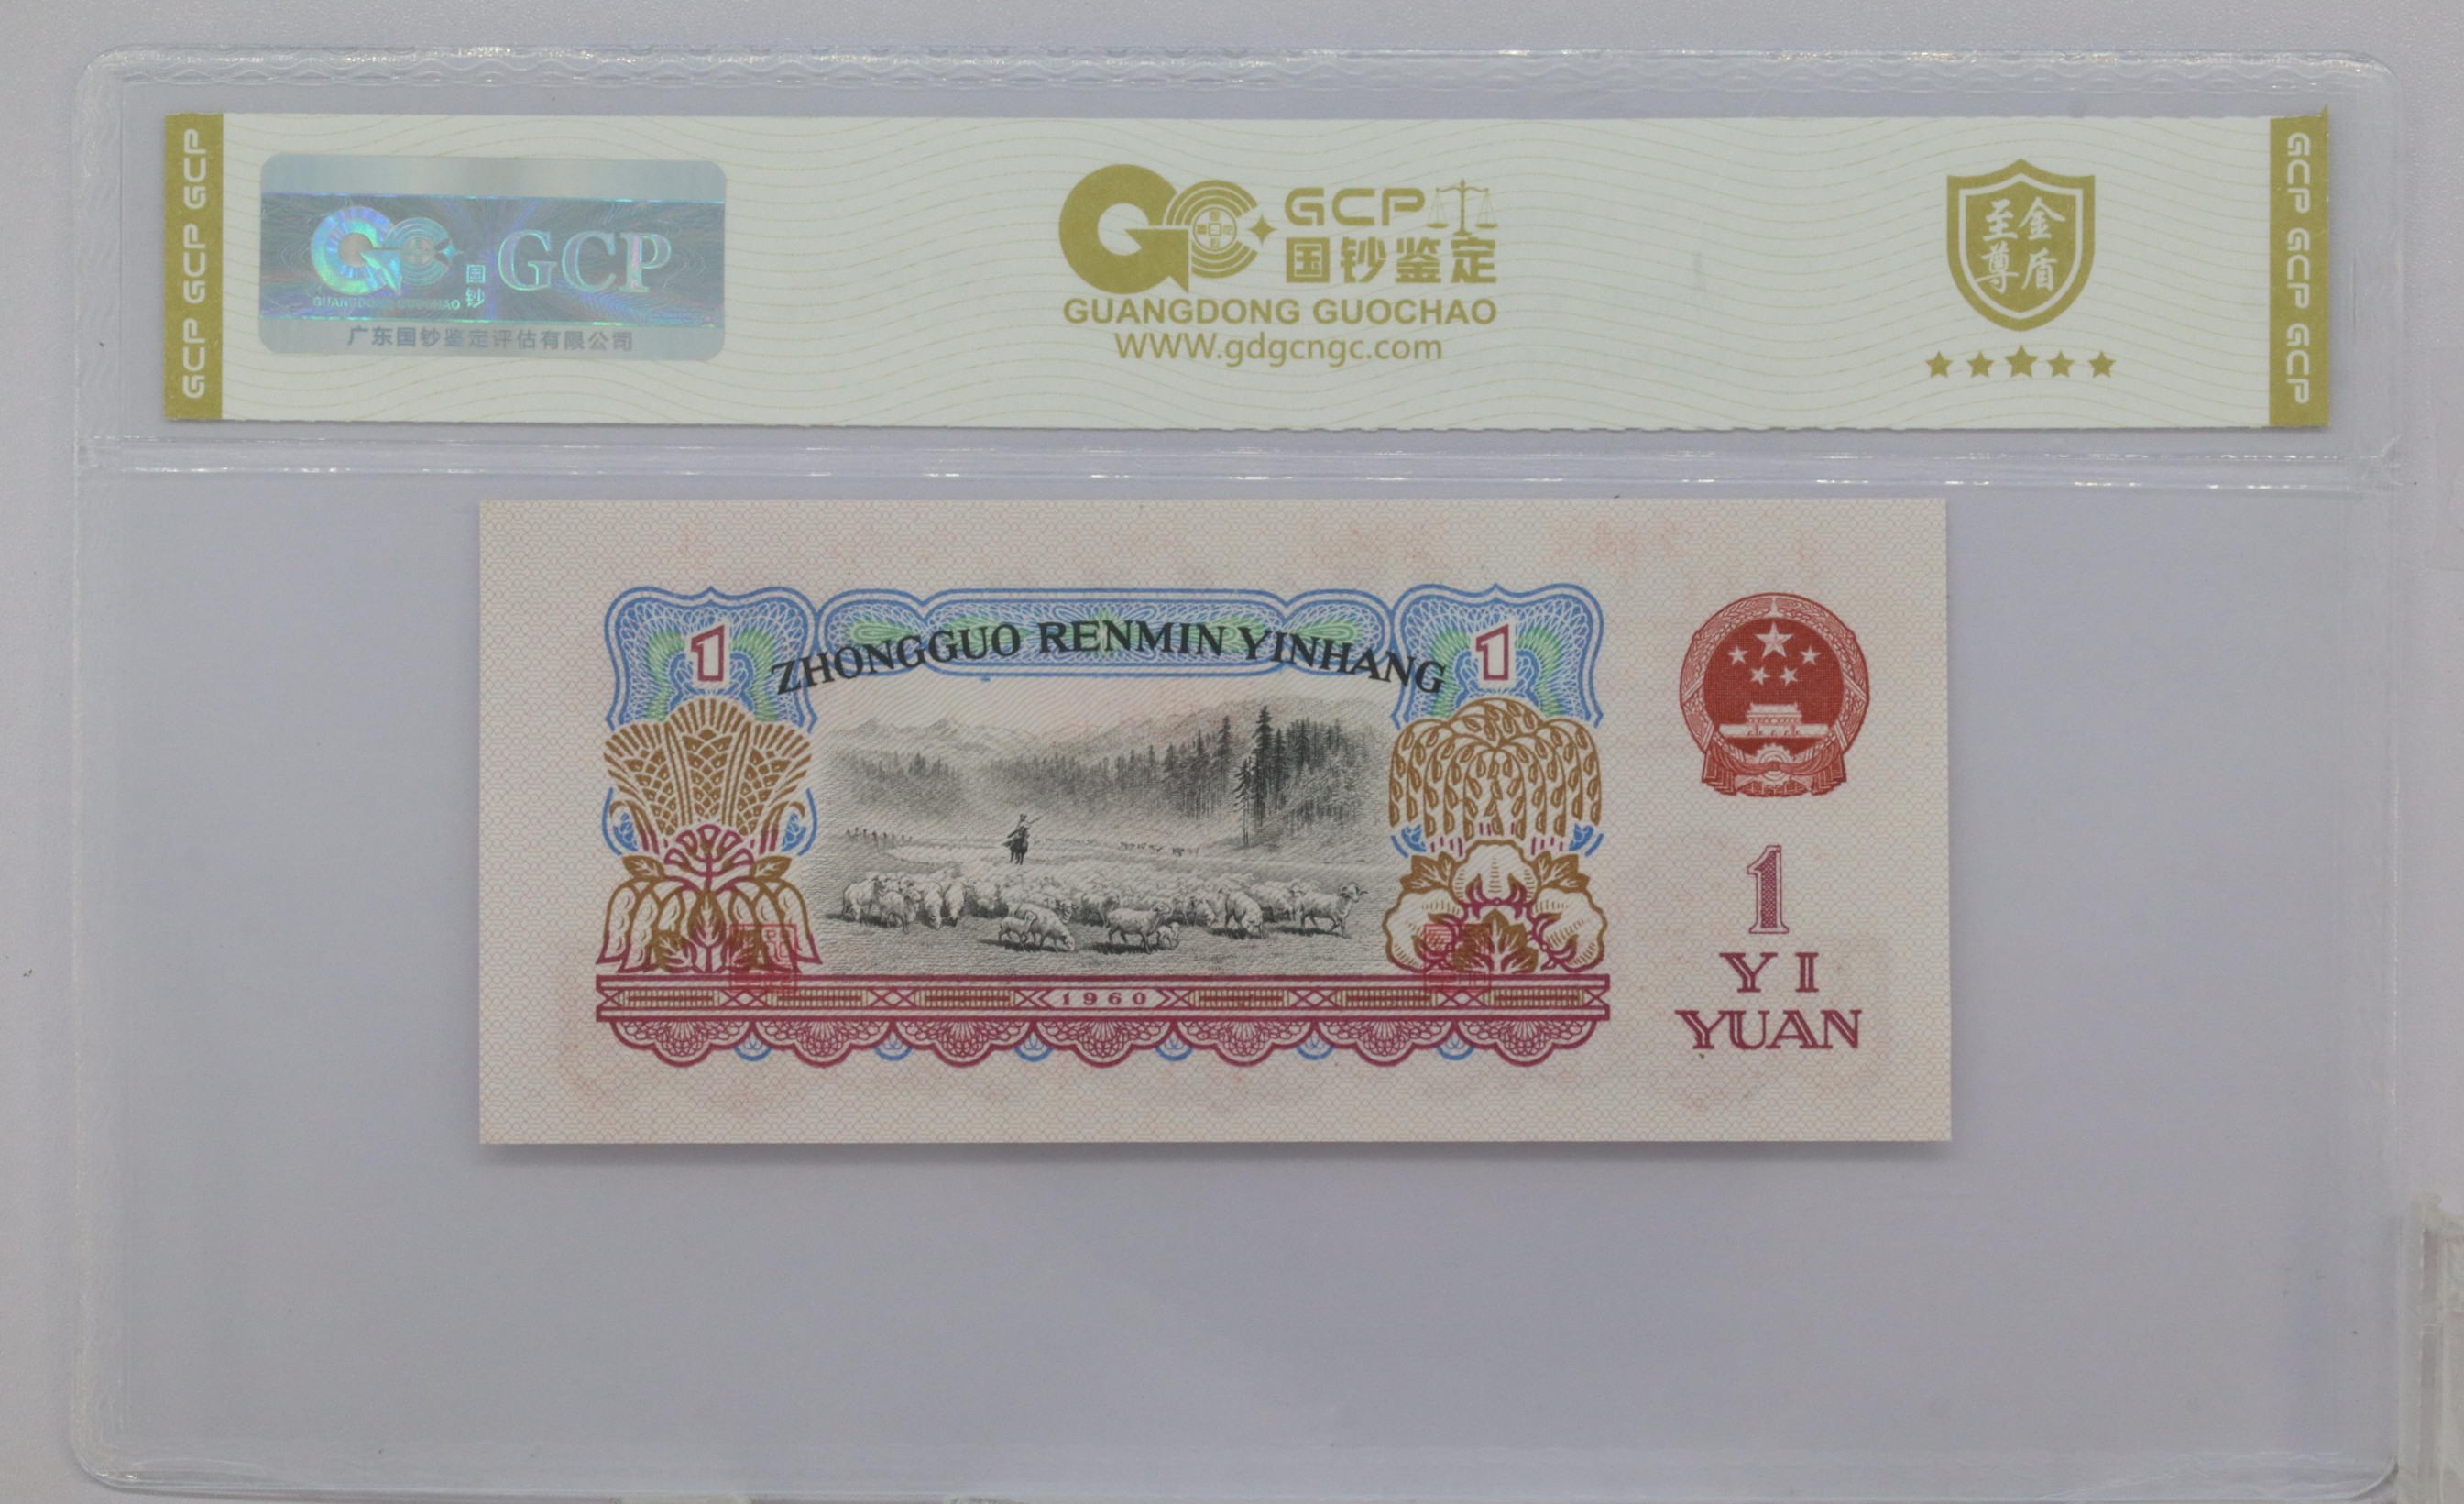 GCP GCP GCP
GUANGDONG GUOCHAO
国钞
GCP
广东国钞鉴定评估有限公司
GCP
国钞鉴定
GUANGDONG GUOCHAO
WWW.gdgcngc.com
至尊
金盾
GCP GCP GCP
1
ZHONGGUO RENMIN YINHANG
1
1960
1
YI
YUAN